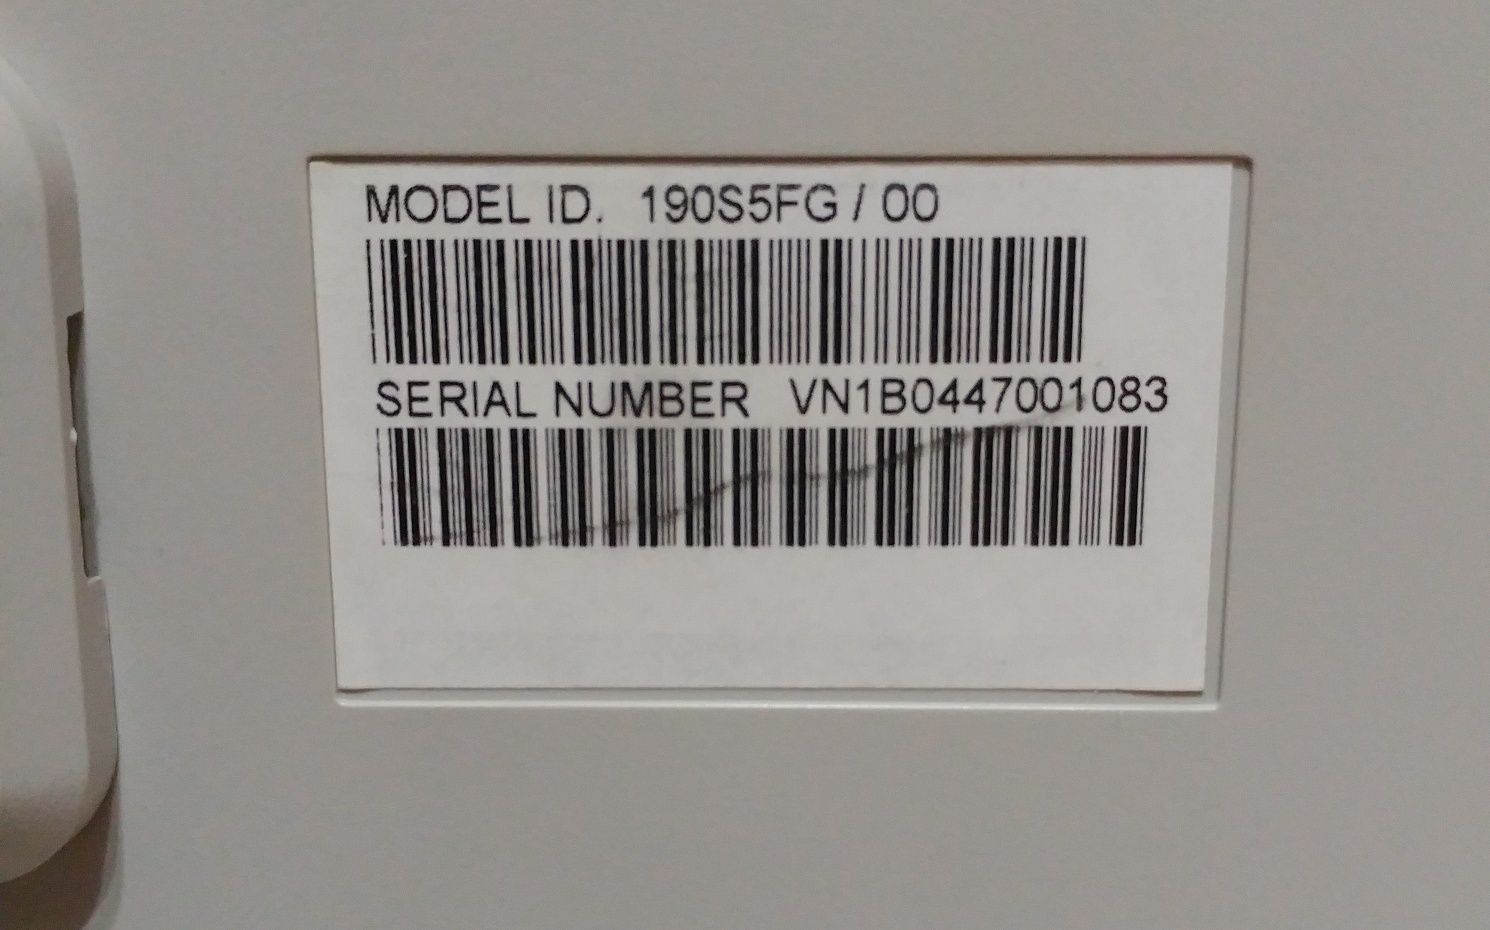 MODEL ID. 190S5FG / 00
SERIAL NUMBER VN1B0447001083